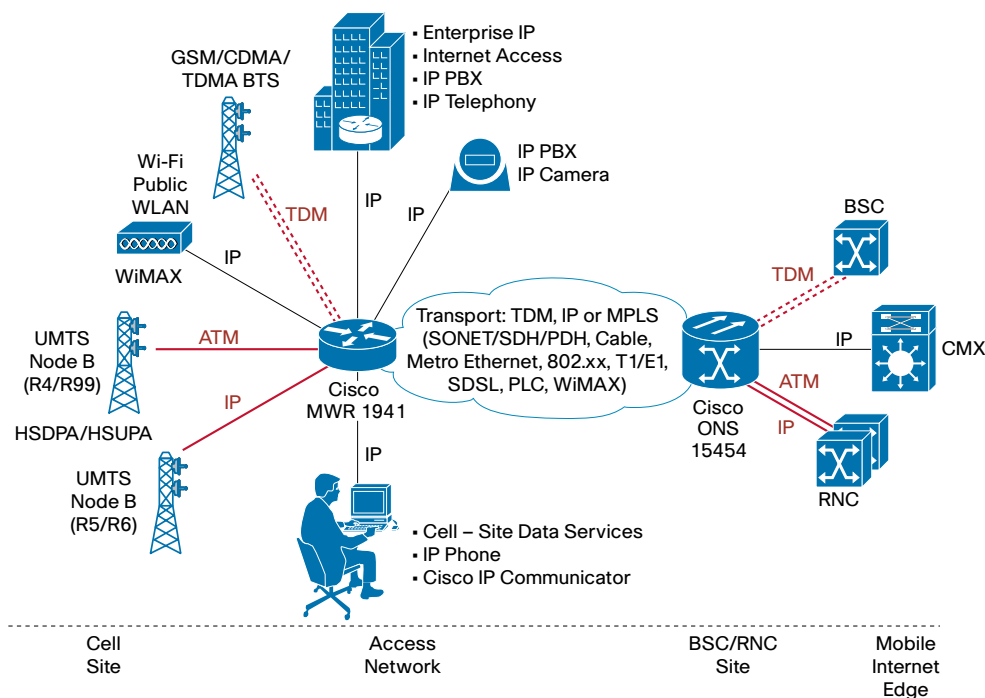 ▪ Enterprise IP
▪ Internet Access
▪ IP PBX
▪ IP Telephony
GSM/CDMA/
TDMA BTS
Wi-Fi
Public
WLAN
WiMAX
IP PBX
IP Camera
IP
TDM
IP
IP
UMTS
Node B
(R4/R99)
HSDPA/HSUPA
ATM
UMTS
Node B
(R5/R6)
IP
Cisco
MWR 1941
IP
Transport: TDM, IP or MPLS
(SONET/SDH/PDH, Cable,
Metro Ethernet, 802.xx, T1/E1,
SDSL, PLC, WiMAX)
BSC
TDM
IP
CMX
ATM
IP
Cisco
ONS
15454
RNC
▪ Cell – Site Data Services
▪ IP Phone
▪ Cisco IP Communicator
Cell
Site
Access
Network
BSC/RNC
Site
Mobile
Internet
Edge